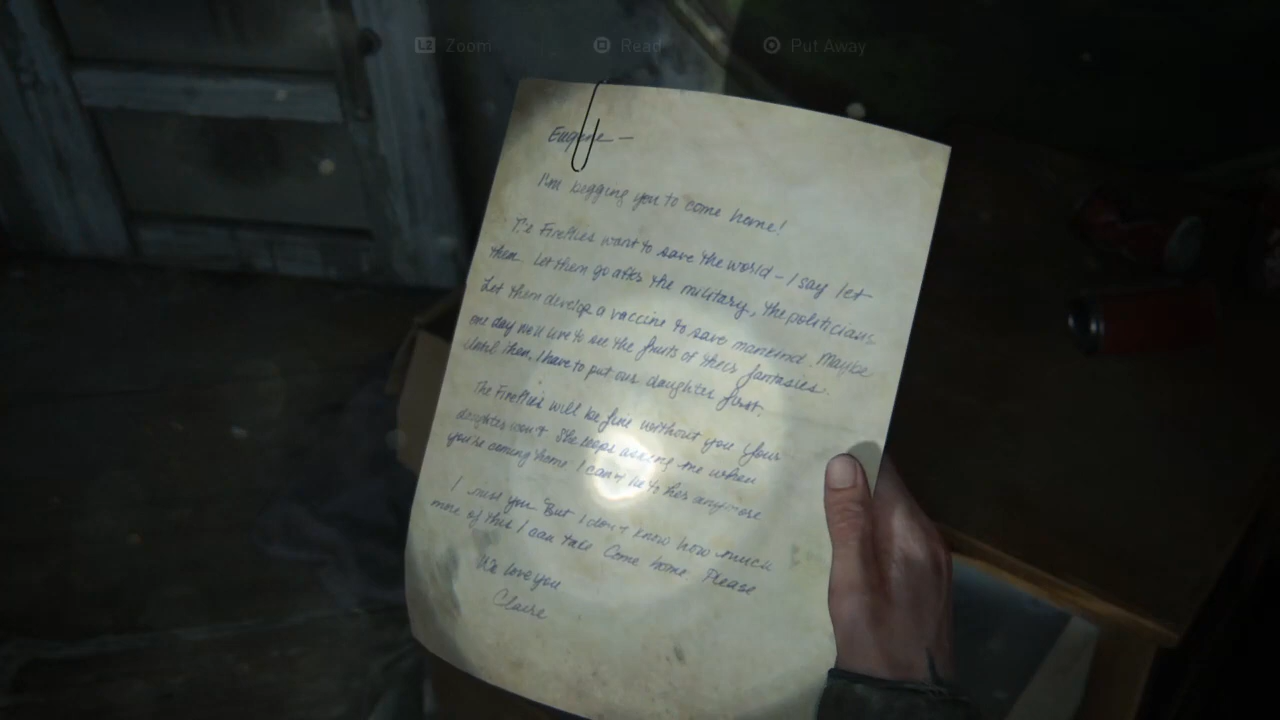 L2 Zoom Read Put Away
Eugene —
I'm begging you to come home!
The Fireflies want to save the world – I say let
them. Let them go after the military, the politicians.
Let them develop a vaccine to save mankind. Maybe
one day we'll live to see the fruits of their fantasies.
Until then, I have to put our daughter first.
The Fireflies will be fine without you. Your
daughter won't. She keeps asking me when
you're coming home. I can't lie to her anymore
I miss you. But I don't know how much
more of this I can take. Come home. Please
We love you
Claire